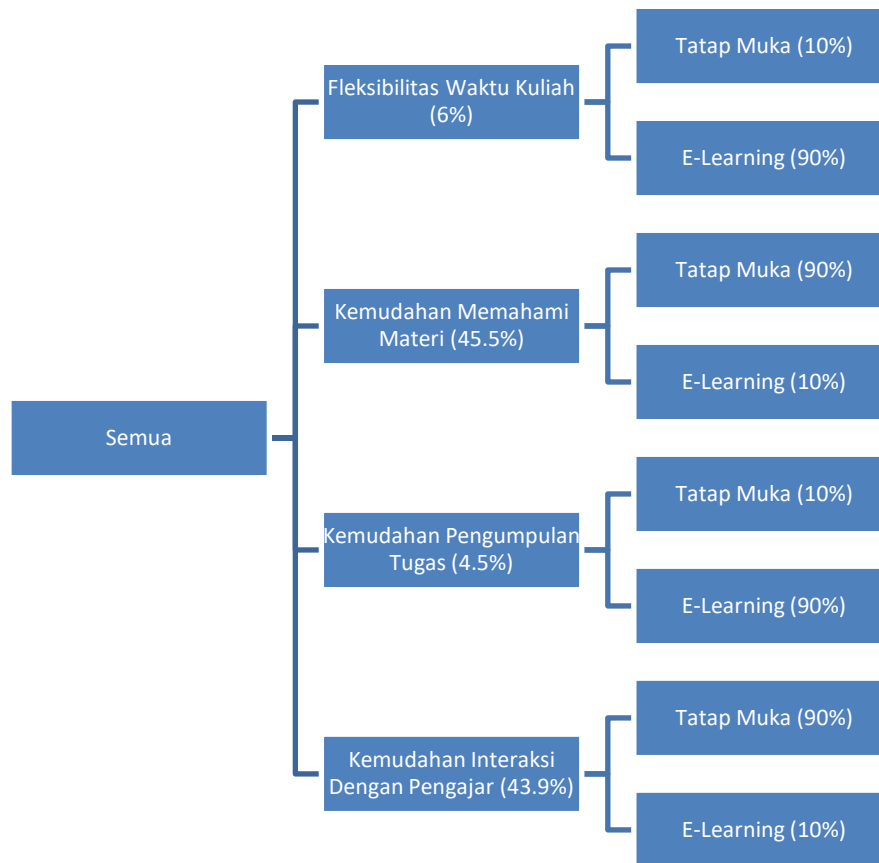 Tatap Muka (10%)
Fleksibilitas Waktu Kuliah
(6%)
E-Learning (90%)
Tatap Muka (90%)
Kemudahan Memahami
Materi (45.5%)
E-Learning (10%)
Semua
Tatap Muka (10%)
Kemudahan Pengumpulan
Tugas (4.5%)
E-Learning (90%)
Tatap Muka (90%)
Kemudahan Interaksi
Dengan Pengajar (43.9%)
E-Learning (10%)